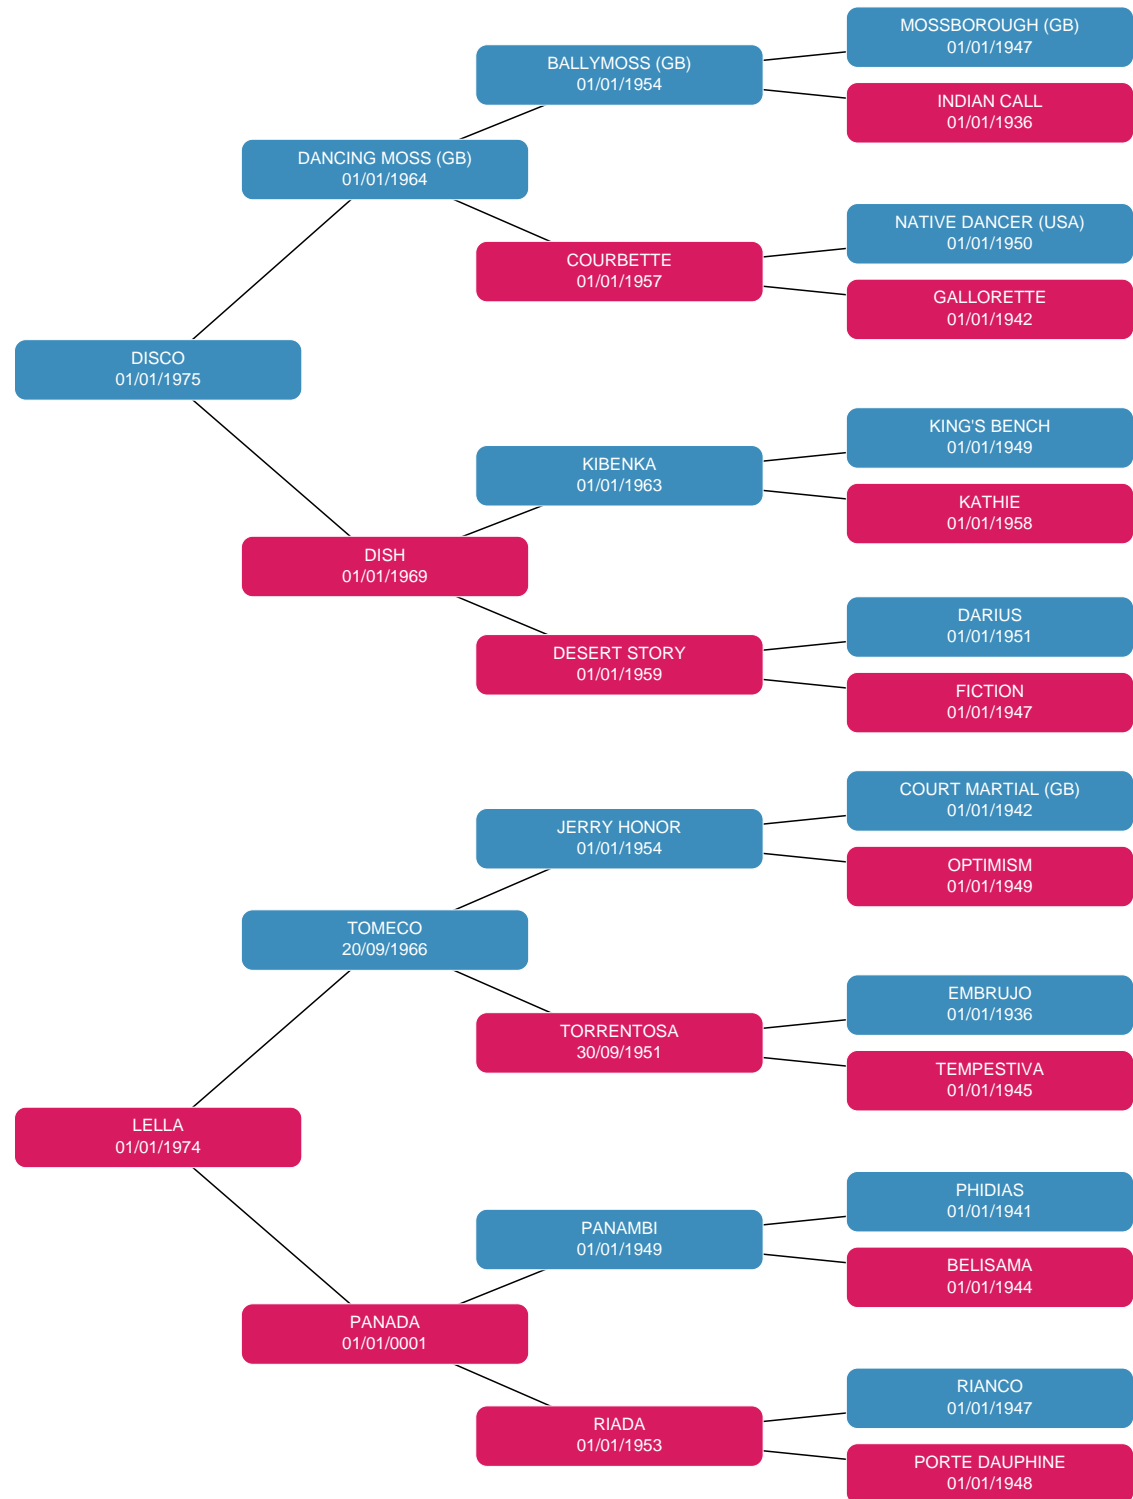 MOSSBOROUGH (GB)
01/01/1947
BALLYMOSS (GB)
01/01/1954
INDIAN CALL
01/01/1936
DANCING MOSS (GB)
01/01/1964
NATIVE DANCER (USA)
01/01/1950
COURBETTE
01/01/1957
GALLORETTE
01/01/1942
DISCO
01/01/1975
KING'S BENCH
01/01/1949
KIBENKA
01/01/1963
KATHIE
01/01/1958
DISH
01/01/1969
DARIUS
01/01/1951
DESERT STORY
01/01/1959
FICTION
01/01/1947
COURT MARTIAL (GB)
01/01/1942
JERRY HONOR
01/01/1954
OPTIMISM
01/01/1949
TOMECO
20/09/1966
EMBRUJO
01/01/1936
TORRENTOSA
30/09/1951
TEMPESTIVA
01/01/1945
LELLA
01/01/1974
PHIDIAS
01/01/1941
PANAMBI
01/01/1949
BELISAMA
01/01/1944
PANADA
01/01/0001
RIANCO
01/01/1947
RIADA
01/01/1953
PORTE DAUPHINE
01/01/1948